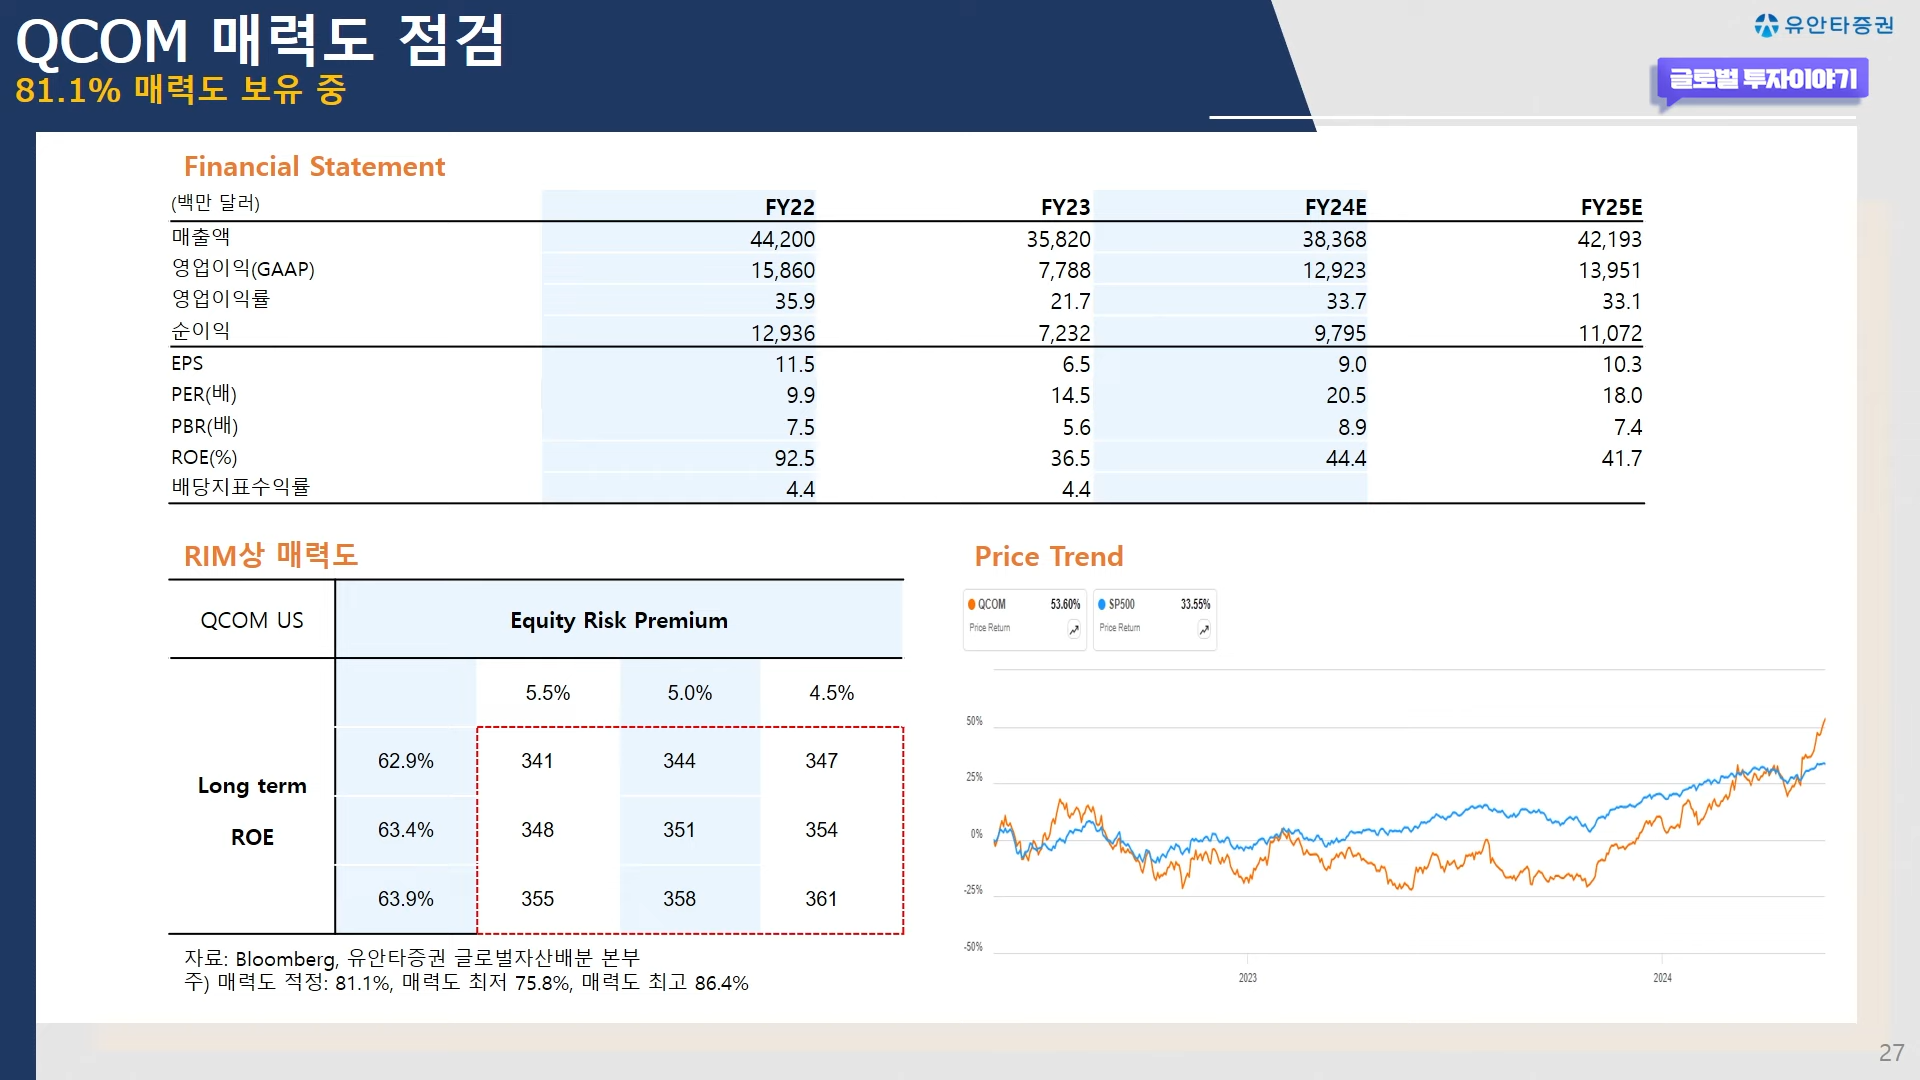 QCOM 매력도 점검
81.1% 매력도 보유 중
유안타증권
글로벌 투자이야기
Financial Statement
(백만 달러) FY22 FY23 FY24E FY25E
매출액 44,200 35,820 38,368 42,193
영업이익(GAAP) 15,860 7,788 12,923 13,951
영업이익률 35.9 21.7 33.7 33.1
순이익 12,936 7,232 9,795 11,072
EPS 11.5 6.5 9.0 10.3
PER(배) 9.9 14.5 20.5 18.0
PBR(배) 7.5 5.6 8.9 7.4
ROE(%) 92.5 36.5 44.4 41.7
배당지표수익률 4.4 4.4
RIM상 매력도
QCOM US Equity Risk Premium
5.5% 5.0% 4.5%
62.9% 341 344 347
Long term
ROE
63.4% 348 351 354
63.9% 355 358 361
자료: Bloomberg, 유안타증권 글로벌자산배분 본부
주) 매력도 적정: 81.1%, 매력도 최저 75.8%, 매력도 최고 86.4%
Price Trend
QCOM 53.60%
Price Return
SP500 33.55%
Price Return
50%
25%
0%
-25%
-50%
2023 2024
27